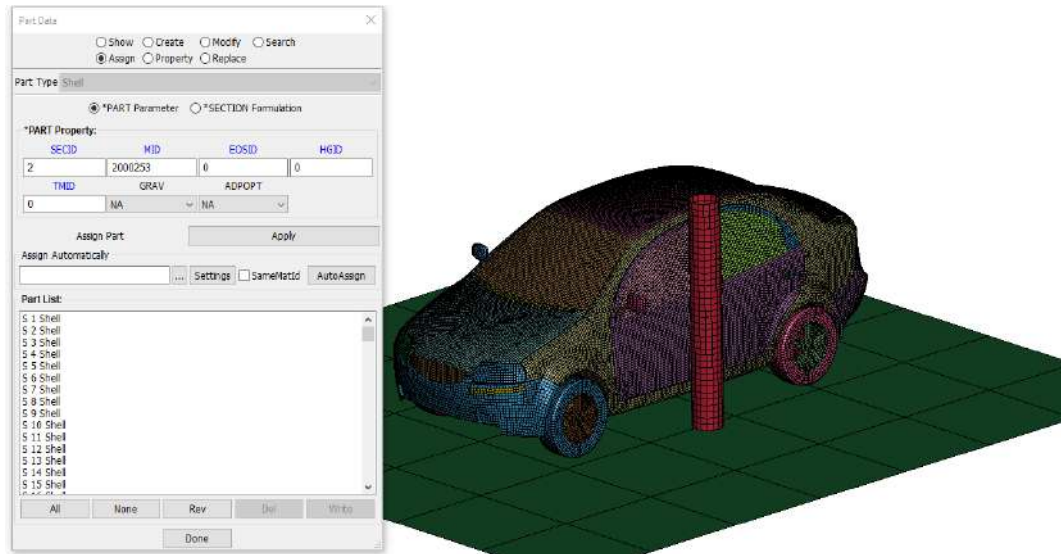 Part Data
Show Create Modify Search
Assign Property Replace
Part Type Shell
*PART Parameter *SECTION Formulation
*PART Property:
SECID MID EOSID HGID
2 2000253 0 0
TMID GRAV ADPOPT
0 NA NA
Assign Part Apply
Assign Automatically
... Settings SameMatId AutoAssign
Part List:
S 1 Shell
S 2 Shell
S 3 Shell
S 4 Shell
S 5 Shell
S 6 Shell
S 7 Shell
S 8 Shell
S 9 Shell
S 10 Shell
S 11 Shell
S 12 Shell
S 13 Shell
S 14 Shell
S 15 Shell
All None Rev Del Write
Done